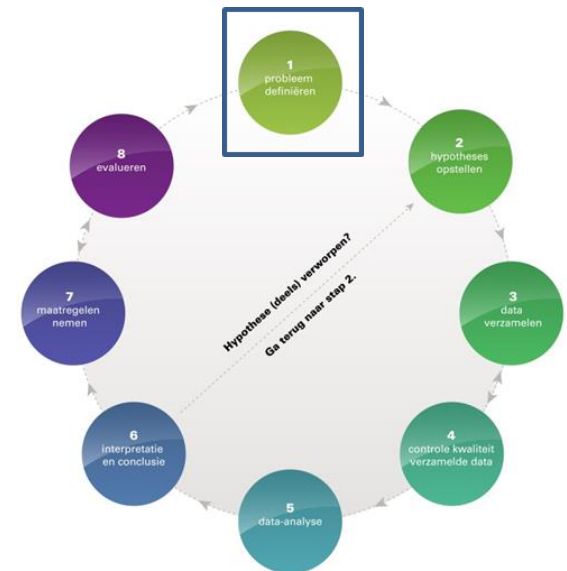 1
probleem
definiëren
2
hypotheses
opstellen
3
data
verzamelen
4
controle kwaliteit
verzamelde data
5
data-analyse
6
interpretatie
en conclusie
7
maatregelen
nemen
8
evalueren
Hypothese (deels) verworpen?
Ga terug naar stap 2.